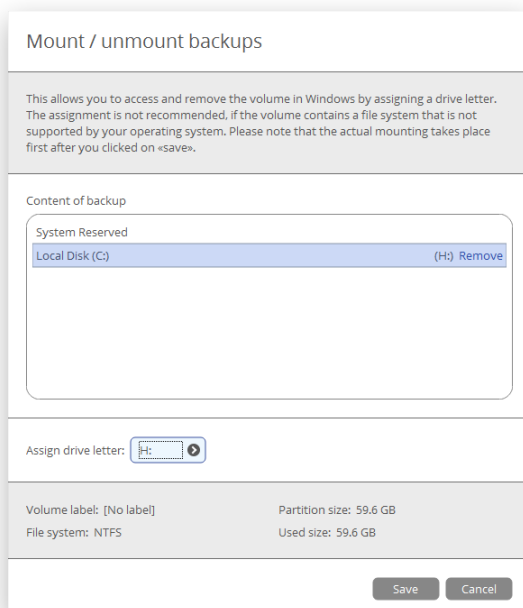 Mount / unmount backups
This allows you to access and remove the volume in Windows by assigning a drive letter.
The assignment is not recommended, if the volume contains a file system that is not
supported by your operating system. Please note that the actual mounting takes place
first after you clicked on «save».
Content of backup
System Reserved
Local Disk (C:) (H:) Remove
Assign drive letter: H:
Volume label: [No label] Partition size: 59.6 GB
File system: NTFS Used size: 59.6 GB
Save Cancel